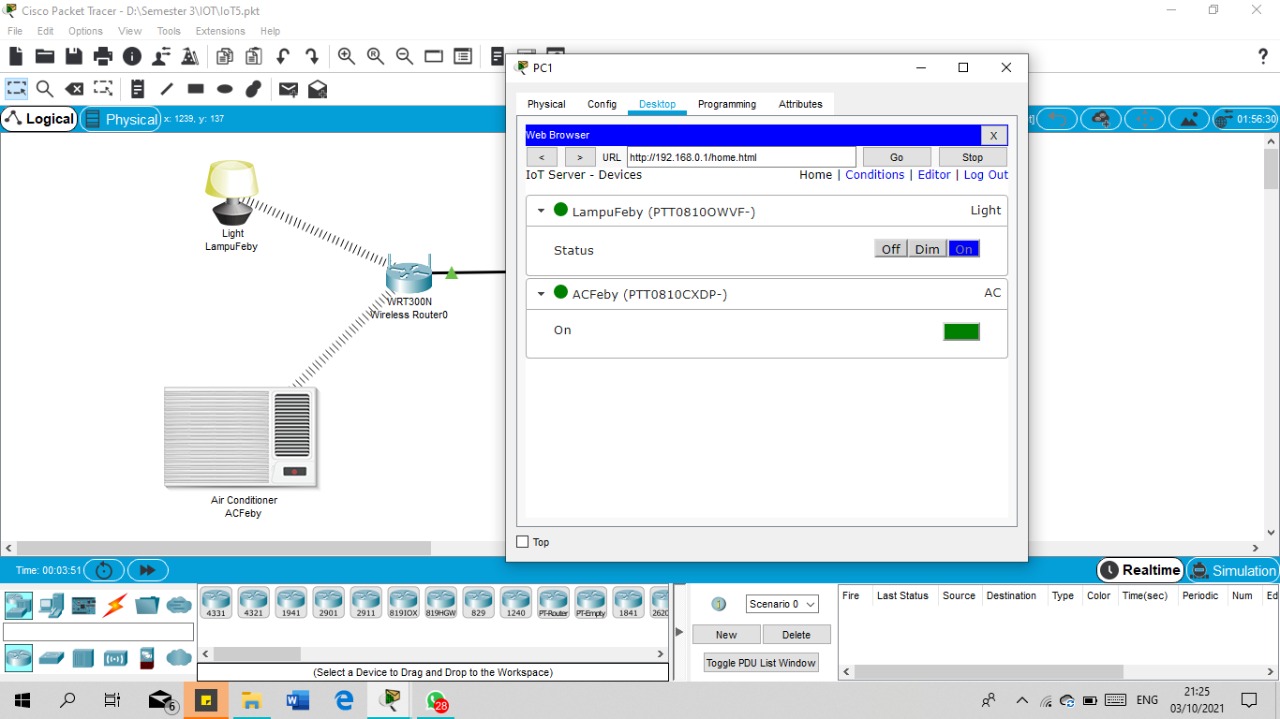 Cisco Packet Tracer - D:\Semester 3\IOT\IoT5.pkt
File Edit Options View Tools Extensions Help
Logical
Physical
x: 1239, y: 137
01:56:30
Light
LampuFeby
WRT300N
Wireless Router0
Air Conditioner
ACFeby
PC1
Physical Config Desktop Programming Attributes
Web Browser X
< > URL http://192.168.0.1/home.html Go Stop
IoT Server - Devices Home | Conditions | Editor | Log Out
LampuFeby (PTT0810OWVF-) Light
Status Off Dim On
ACFeby (PTT0810CXDP-) AC
On
Top
Time: 00:03:51
Realtime Simulation
4331 4321 1941 2901 2911 819IOX 819HGW 829 1240 PT-Router PT-Empty 1841 2620
(Select a Device to Drag and Drop to the Workspace)
Scenario 0
New Delete
Toggle PDU List Window
Fire Last Status Source Destination Type Color Time(sec) Periodic Num Ed
5
28
ENG
21:25
03/10/2021